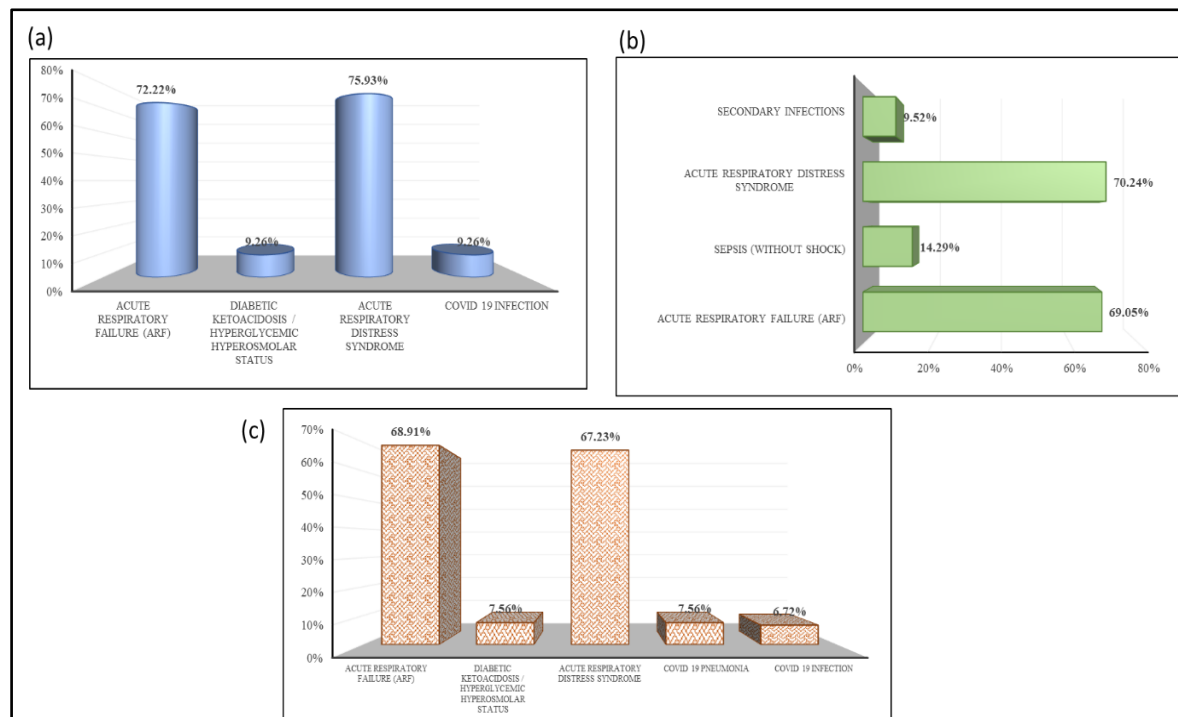 (a)
80%
70%
60%
50%
40%
30%
20%
10%
0%
72.22%
9.26%
75.93%
9.26%
ACUTE
RESPIRATORY
FAILURE (ARF)
DIABETIC
KETOACIDOSIS /
HYPERGLYCEMIC
HYPEROSMOLAR
STATUS
ACUTE
RESPIRATORY
DISTRESS
SYNDROME
COVID 19 INFECTION
(b)
SECONDARY INFECTIONS
9.52%
ACUTE RESPIRATORY DISTRESS
SYNDROME
70.24%
SEPSIS (WITHOUT SHOCK)
14.29%
ACUTE RESPIRATORY FAILURE (ARF)
69.05%
0%
20%
40%
60%
80%
(c)
70%
60%
50%
40%
30%
20%
10%
0%
68.91%
7.56%
67.23%
7.56%
6.72%
ACUTE RESPIRATORY
FAILURE (ARF)
DIABETIC
KETOACIDOSIS /
HYPERGLYCEMIC
HYPEROSMOLAR
STATUS
ACUTE RESPIRATORY
DISTRESS SYNDROME
COVID 19 PNEUMONIA
COVID 19 INFECTION